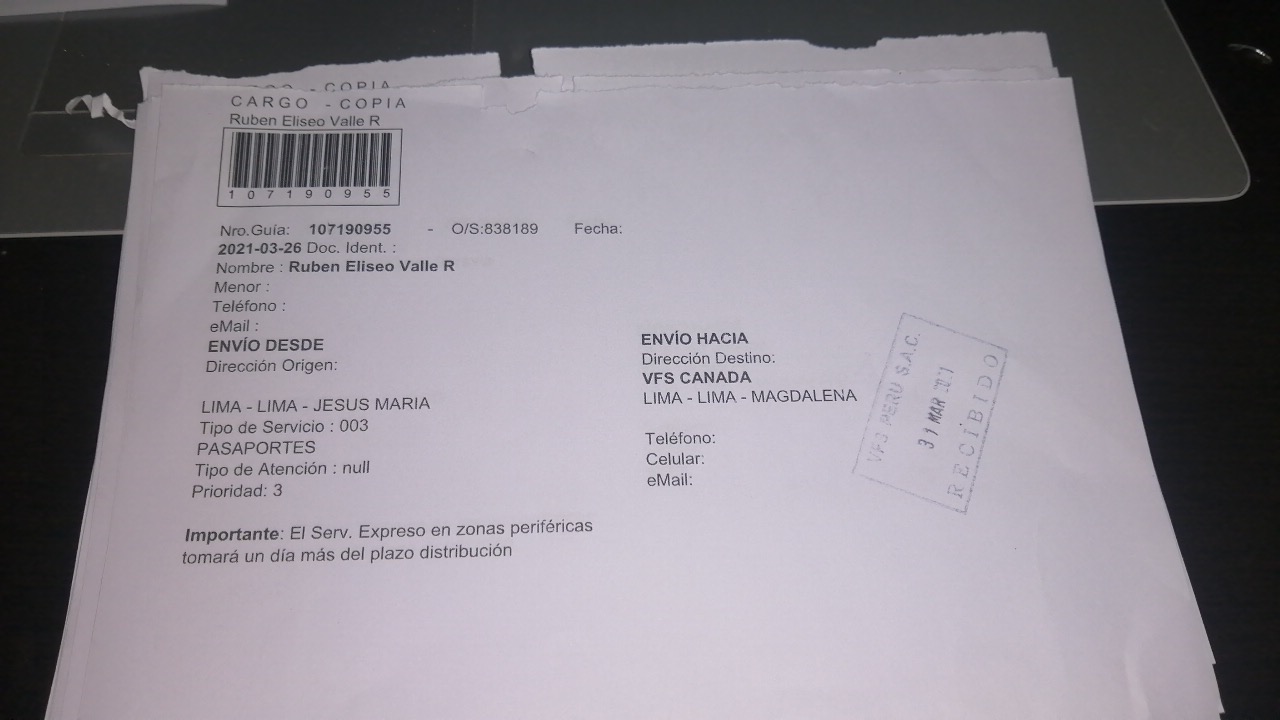 COPIA
CARGO - COPIA
Ruben Eliseo Valle R
107190955
Nro.Guía: 107190955 - O/S:838189 Fecha:
2021-03-26 Doc. Ident. :
Nombre : Ruben Eliseo Valle R
Menor :
Teléfono :
eMail :
ENVÍO DESDE
Dirección Origen:
LIMA - LIMA - JESUS MARIA
Tipo de Servicio : 003
PASAPORTES
Tipo de Atención : null
Prioridad: 3
ENVÍO HACIA
Dirección Destino:
VFS CANADA
LIMA - LIMA - MAGDALENA
Teléfono:
Celular:
eMail:
VFS PERU S.A.C.
31 MAR 2021
RECIBIDO
Importante: El Serv. Expreso en zonas periféricas
tomará un día más del plazo distribución